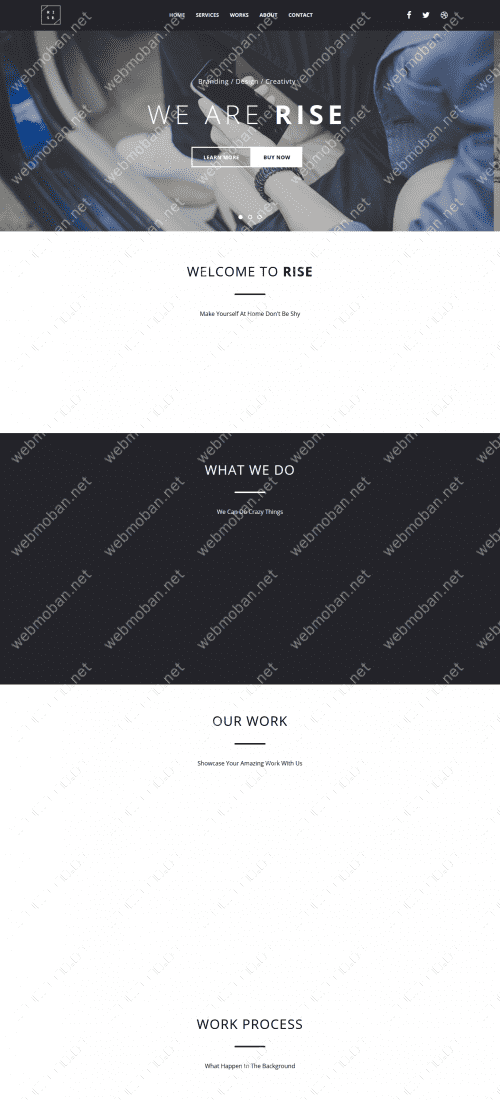 RISE
HOME SERVICES WORKS ABOUT CONTACT
Branding / Design / Creativty
WE ARE RISE
LEARN MORE BUY NOW
WELCOME TO RISE
Make Yourself At Home Don't Be Shy
WHAT WE DO
We Can Do Crazy Things
OUR WORK
Showcase Your Amazing Work With Us
WORK PROCESS
What Happen In The Background
webmoban.net